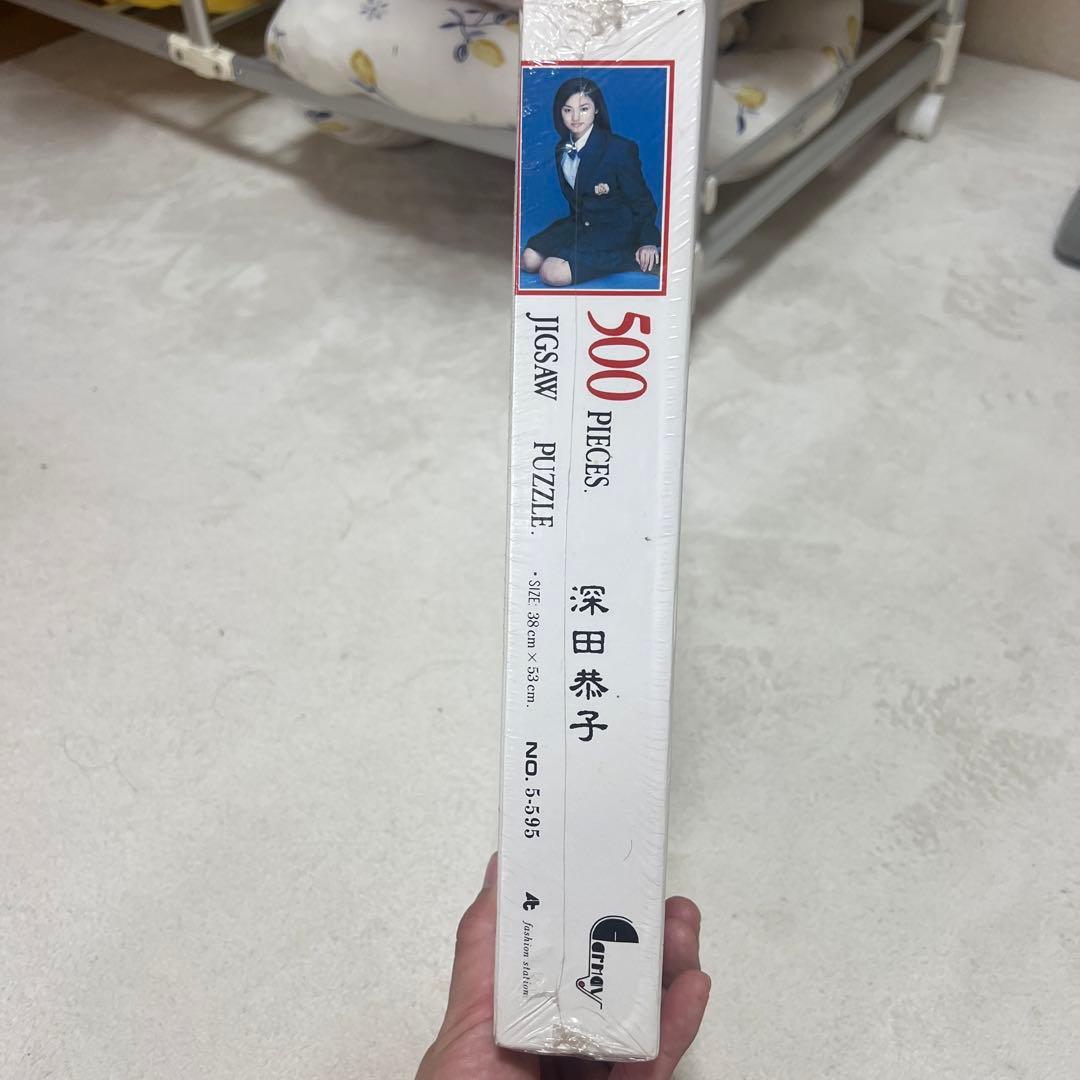 500 PIECES.
JIGSAW PUZZLE.
深田恭子
• SIZE: 38cm × 53cm.
NO. 5-595
fashion station